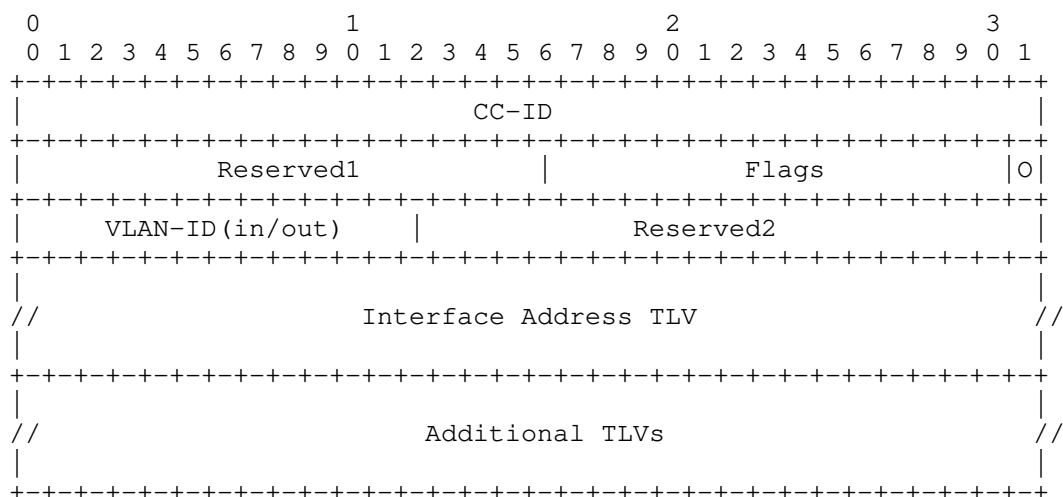 0                   1                   2                   3
 0 1 2 3 4 5 6 7 8 9 0 1 2 3 4 5 6 7 8 9 0 1 2 3 4 5 6 7 8 9 0 1
+-+-+-+-+-+-+-+-+-+-+-+-+-+-+-+-+-+-+-+-+-+-+-+-+-+-+-+-+-+-+-+-+
|                            CC-ID                              |
+-+-+-+-+-+-+-+-+-+-+-+-+-+-+-+-+-+-+-+-+-+-+-+-+-+-+-+-+-+-+-+-+
|            Reserved1            |            Flags            |O|
+-+-+-+-+-+-+-+-+-+-+-+-+-+-+-+-+-+-+-+-+-+-+-+-+-+-+-+-+-+-+-+-+
|     VLAN-ID(in/out)    |             Reserved2                |
+-+-+-+-+-+-+-+-+-+-+-+-+-+-+-+-+-+-+-+-+-+-+-+-+-+-+-+-+-+-+-+-+
|                                                               |
//                    Interface Address TLV                     //
|                                                               |
+-+-+-+-+-+-+-+-+-+-+-+-+-+-+-+-+-+-+-+-+-+-+-+-+-+-+-+-+-+-+-+-+
|                                                               |
//                        Additional TLVs                       //
|                                                               |
+-+-+-+-+-+-+-+-+-+-+-+-+-+-+-+-+-+-+-+-+-+-+-+-+-+-+-+-+-+-+-+-+